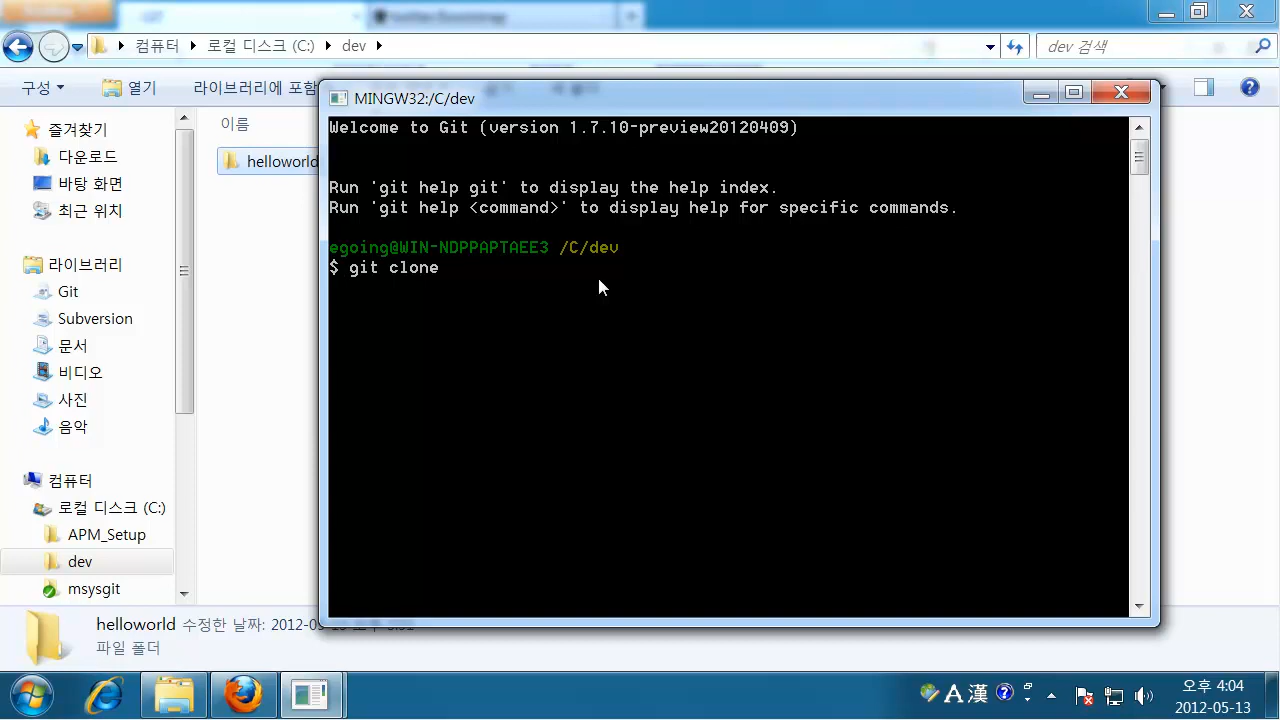 컴퓨터 로컬 디스크 (C:) dev
dev 검색
구성 열기 라이브러리에 포함
MINGW32:/C/dev
Welcome to Git (version 1.7.10-preview20120409)
Run 'git help git' to display the help index.
Run 'git help <command>' to display help for specific commands.
egoing@WIN-NDPPAPTAEE3 /C/dev
$ git clone
이름
helloworld
즐겨찾기
다운로드
바탕 화면
최근 위치
라이브러리
Git
Subversion
문서
비디오
사진
음악
컴퓨터
로컬 디스크 (C:)
APM_Setup
dev
msysgit
helloworld 수정한 날짜:
파일 폴더
A 漢
오후 4:04
2012-05-13